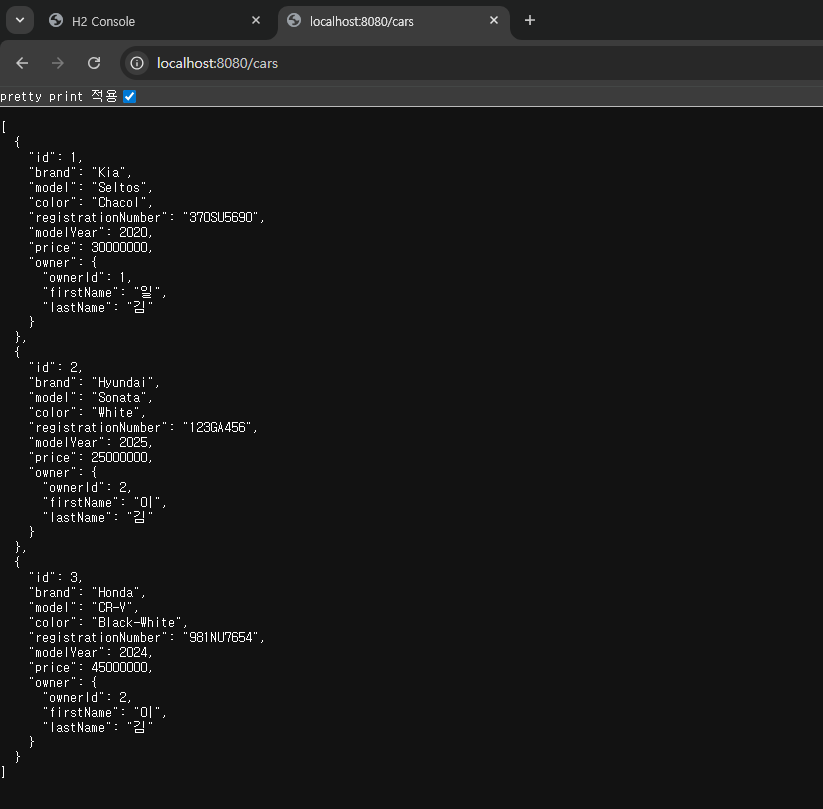 H2 Console
localhost:8080/cars
localhost:8080/cars
pretty print 적용
[
  {
    "id": 1,
    "brand": "Kia",
    "model": "Seltos",
    "color": "Chacol",
    "registrationNumber": "370SU5690",
    "modelYear": 2020,
    "price": 30000000,
    "owner": {
      "ownerId": 1,
      "firstName": "일",
      "lastName": "김"
    }
  },
  {
    "id": 2,
    "brand": "Hyundai",
    "model": "Sonata",
    "color": "White",
    "registrationNumber": "123GA456",
    "modelYear": 2025,
    "price": 25000000,
    "owner": {
      "ownerId": 2,
      "firstName": "이",
      "lastName": "김"
    }
  },
  {
    "id": 3,
    "brand": "Honda",
    "model": "CR-V",
    "color": "Black-White",
    "registrationNumber": "981NU7654",
    "modelYear": 2024,
    "price": 45000000,
    "owner": {
      "ownerId": 2,
      "firstName": "이",
      "lastName": "김"
    }
  }
]